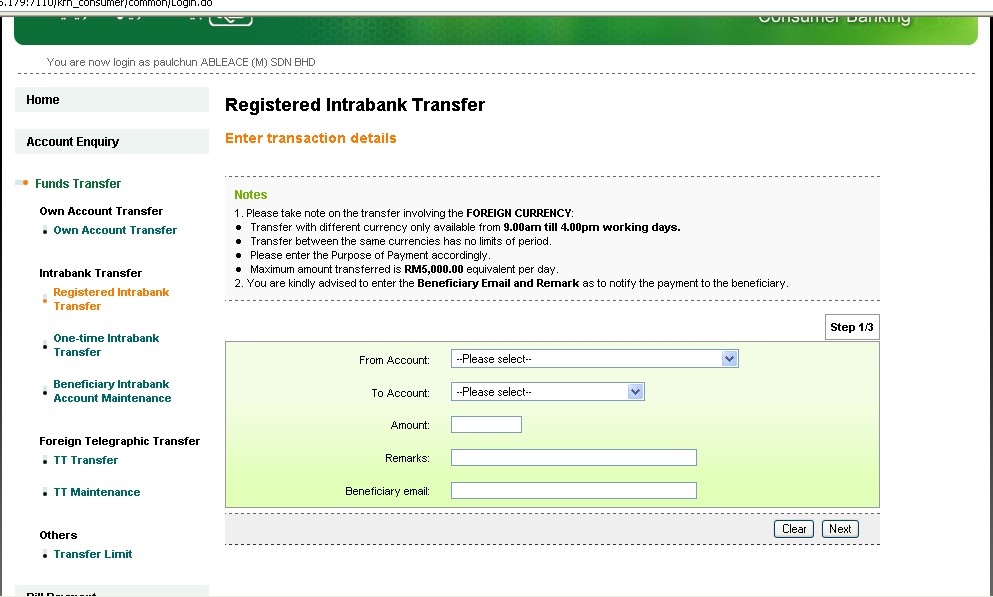 5.179:7110/krh_consumer/common/Login.do
Consumer Banking
You are now login as paulchun ABLEACE (M) SDN BHD
Home
Account Enquiry
Funds Transfer
Own Account Transfer
Own Account Transfer
Intrabank Transfer
Registered Intrabank
Transfer
One-time Intrabank
Transfer
Beneficiary Intrabank
Account Maintenance
Foreign Telegraphic Transfer
TT Transfer
TT Maintenance
Others
Transfer Limit
Bill Payment
Registered Intrabank Transfer
Enter transaction details
Notes
1. Please take note on the transfer involving the FOREIGN CURRENCY:
• Transfer with different currency only available from 9.00am till 4.00pm working days.
• Transfer between the same currencies has no limits of period.
• Please enter the Purpose of Payment accordingly.
• Maximum amount transferred is RM5,000.00 equivalent per day.
2. You are kindly advised to enter the Beneficiary Email and Remark as to notify the payment to the beneficiary.
Step 1/3
From Account: --Please select--
To Account: --Please select--
Amount:
Remarks:
Beneficiary email:
Clear Next